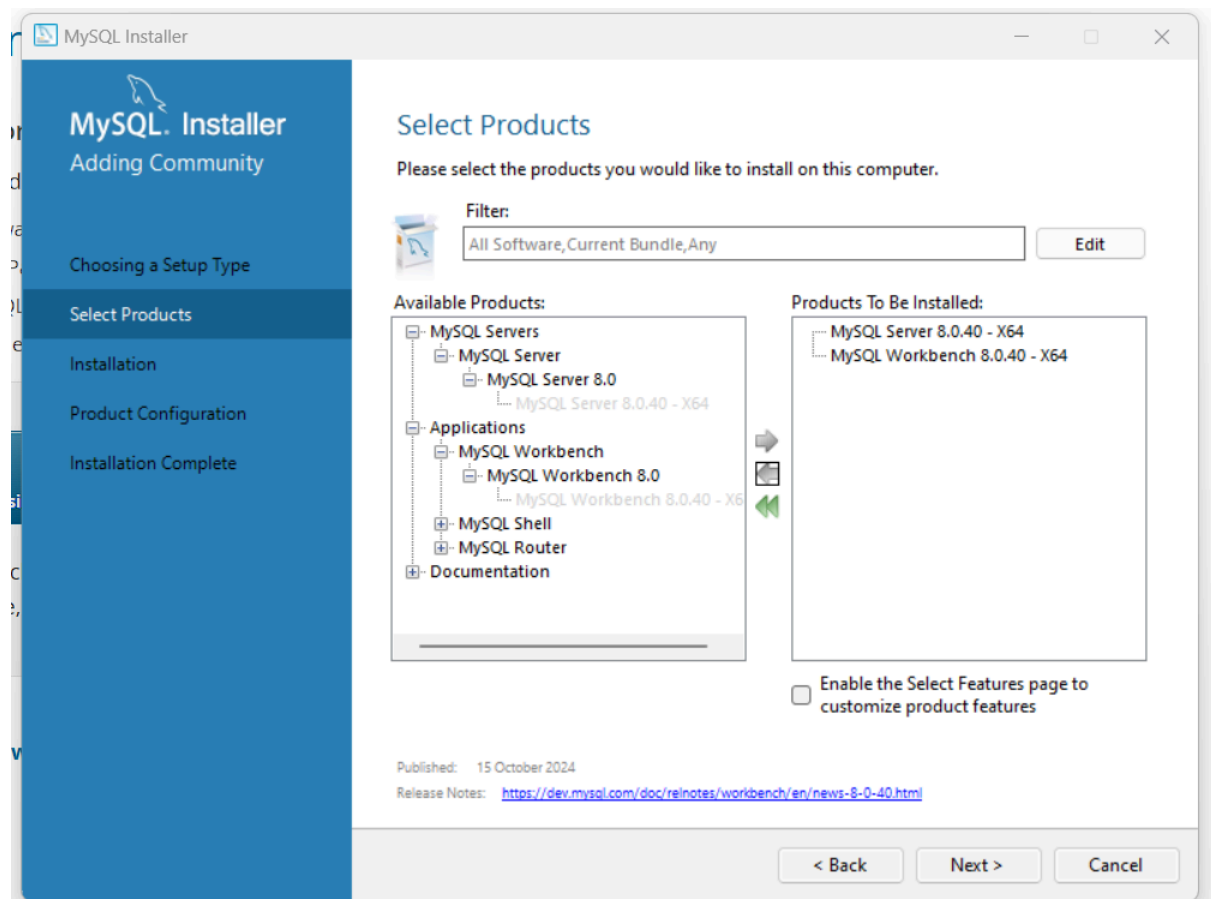 MySQL Installer
MySQL. Installer
Adding Community
Choosing a Setup Type
Select Products
Installation
Product Configuration
Installation Complete
Select Products
Please select the products you would like to install on this computer.
Filter:
All Software,Current Bundle,Any
Edit
Available Products:
MySQL Servers
MySQL Server
MySQL Server 8.0
MySQL Server 8.0.40 - X64
Applications
MySQL Workbench
MySQL Workbench 8.0
MySQL Workbench 8.0.40 - X6
MySQL Shell
MySQL Router
Documentation
Products To Be Installed:
MySQL Server 8.0.40 - X64
MySQL Workbench 8.0.40 - X64
Enable the Select Features page to
customize product features
Published: 15 October 2024
Release Notes: https://dev.mysql.com/doc/relnotes/workbench/en/news-8-0-40.html
< Back
Next >
Cancel